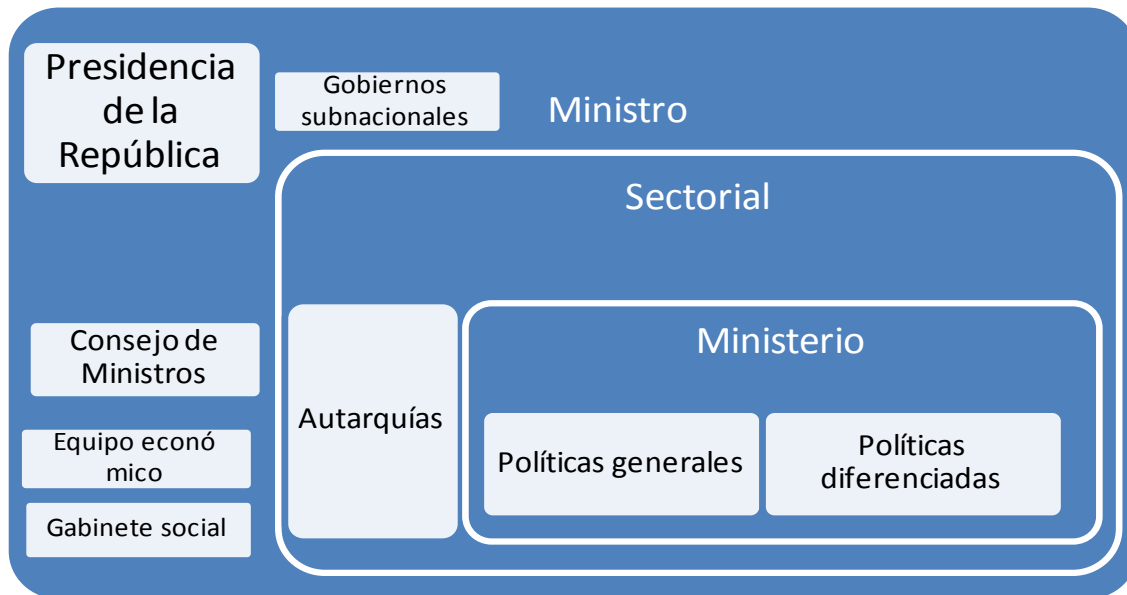 Presidencia
de la
República
Gobiernos
subnacionales
Ministro
Sectorial
Consejo de
Ministros
Equipo econó
mico
Gabinete social
Autarquías
Ministerio
Políticas generales
Políticas
diferenciadas